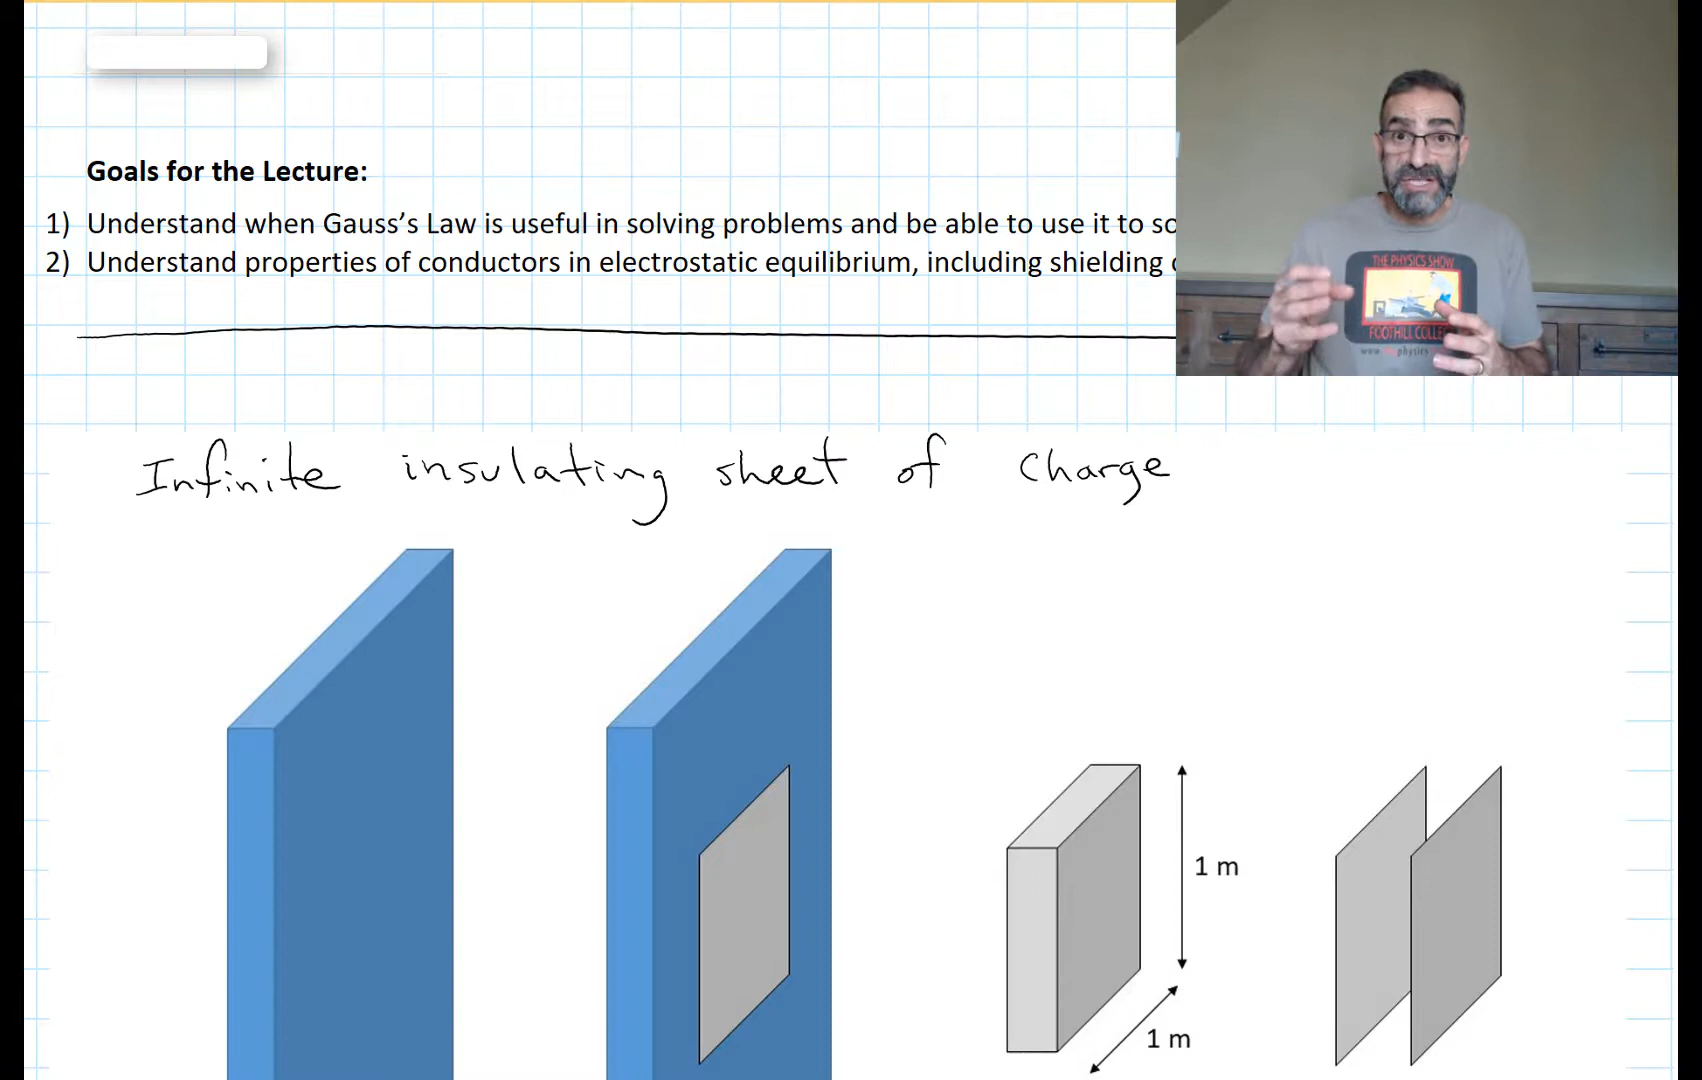 Goals for the Lecture:
1) Understand when Gauss’s Law is useful in solving problems and be able to use it to so
2) Understand properties of conductors in electrostatic equilibrium, including shielding
THE PHYSICS SHOW
FOOTHILL COLLE
Infinite insulating sheet of charge
1 m
1 m